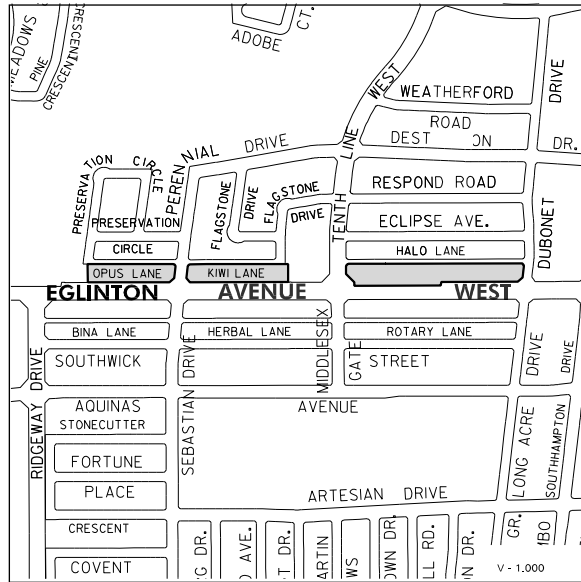 MEADOWS
PINE
CRESCENT
CRESCENT
ADOBE CT.
WEATHERFORD
DRIVE
ROAD
DEST
DR.
TENTH LINE WEST
PERENNIAL DRIVE
PRESERVATION CIRCLE
PRESERVATION
CIRCLE
FLAGSTONE
DRIVE
FLAGSTONE
DRIVE
RESPOND ROAD
ECLIPSE AVE.
HALO LANE
DUBONET
OPUS LANE
KIWI LANE
EGLINTON AVENUE WEST
BINA LANE
HERBAL LANE
ROTARY LANE
SOUTHWICK
STREET
RIDGEWAY DRIVE
SEBASTIAN DRIVE
MIDDLESEX
GATE
DRIVE
DRIVE
AQUINAS
AVENUE
STONECUTTER
FORTUNE
PLACE
ARTESIAN DRIVE
LONG ACRE
SOUTHHAMPTON
CRESCENT
COVENT
DR.
AVE.
DR.
DR.
RD.
DR.
GR.
V - 1.000